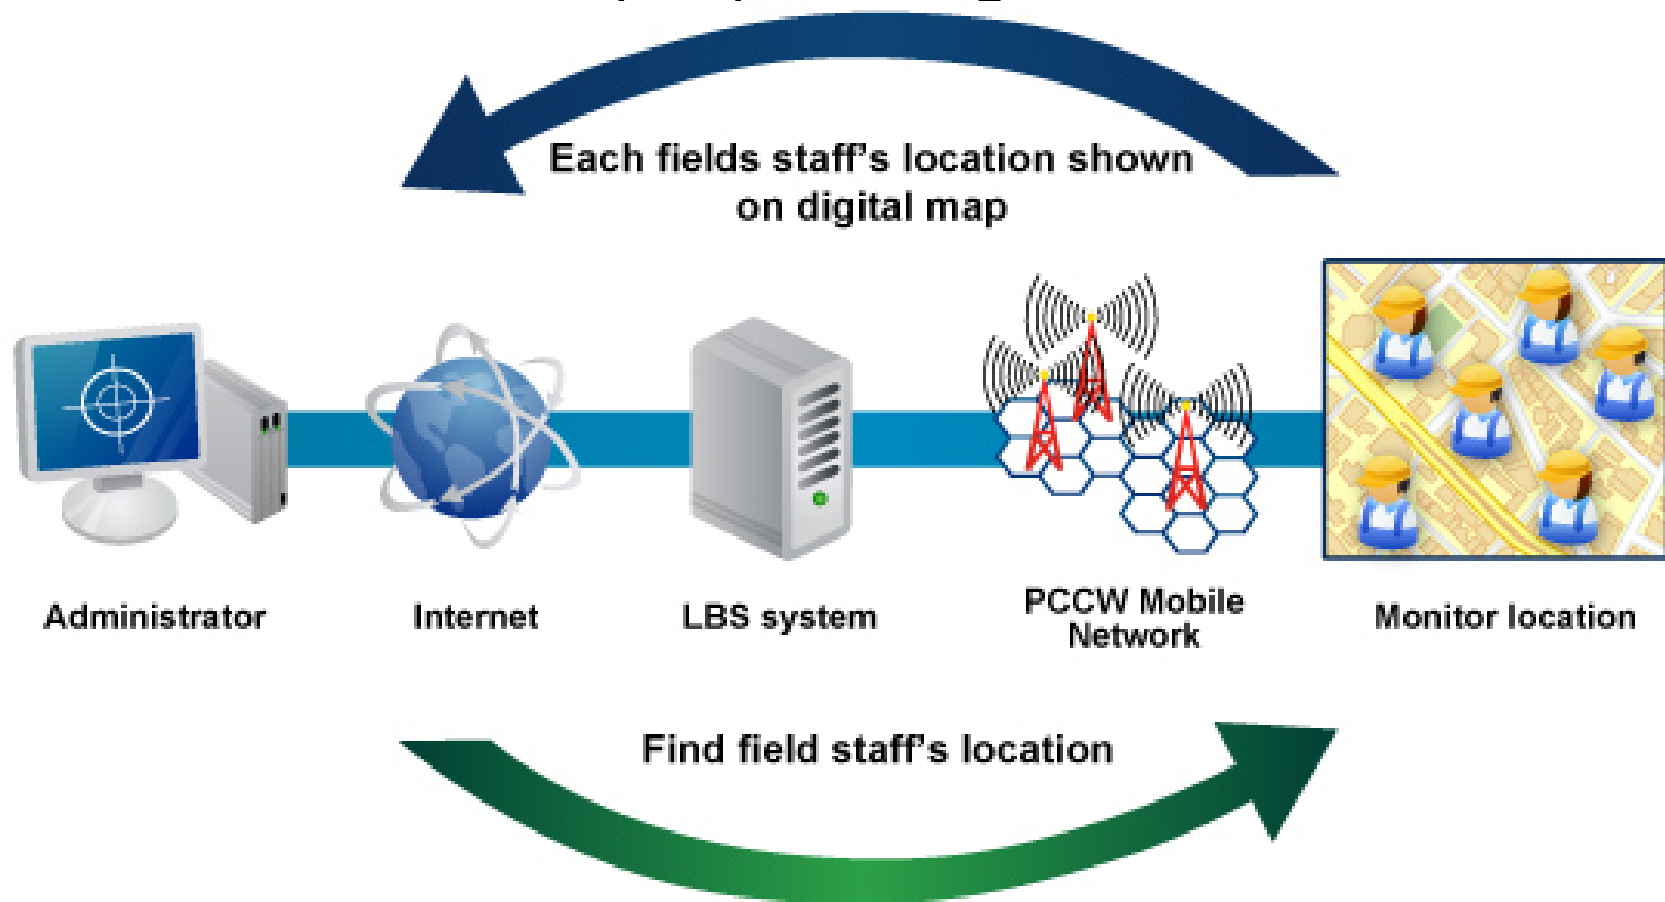 Each fields staff's location shown
on digital map
Administrator
Internet
LBS system
PCCW Mobile
Network
Monitor location
Find field staff's location